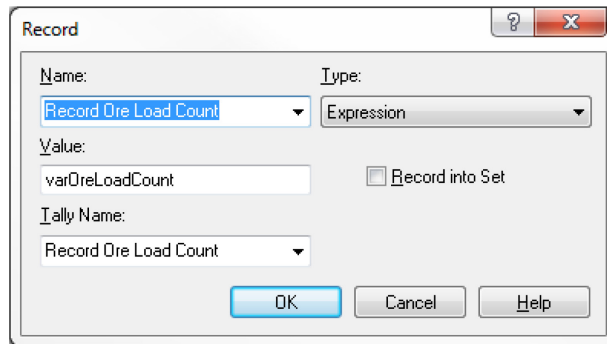 Record
Name:
Type:
Record Ore Load Count
Expression
Value:
varOreLoadCount
Record into Set
Tally Name:
Record Ore Load Count
OK
Cancel
Help